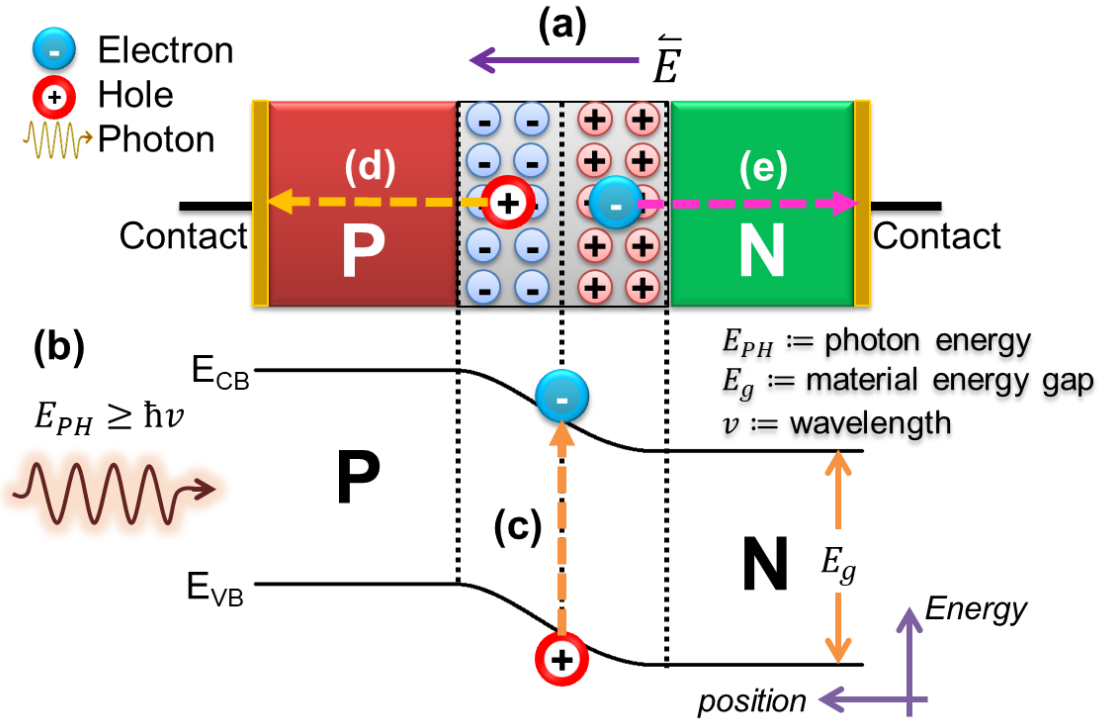 (a)
- Electron
E
+ Hole
Photon
- - + +
- - + +
(d)
(e)
- + + - +
Contact
P
N
Contact
- - + +
- - + +
(b)
E_PH := photon energy
E_CB
E_g := material energy gap
E_PH ≥ ħv
-
v := wavelength
P
(c)
N
E_g
E_VB
Energy
+
position